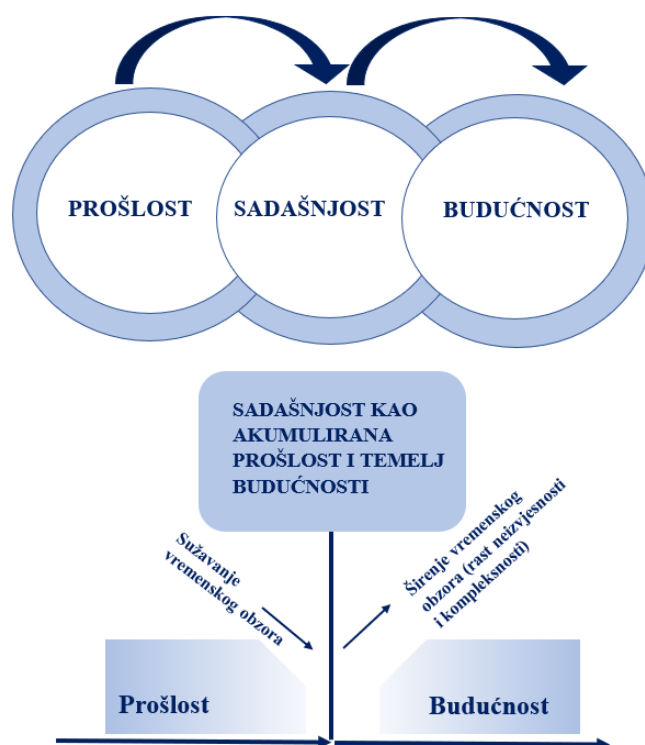 PROŠLOST
SADAŠNJOST
BUDUĆNOST
SADAŠNJOST KAO
AKUMULIRANA
PROŠLOST I TEMELJ
BUDUĆNOSTI
Sužavanje
vremenskog obzora
Širenje vremenskog
obzora (rast neizvjesnosti
i kompleksnosti)
Prošlost
Budućnost